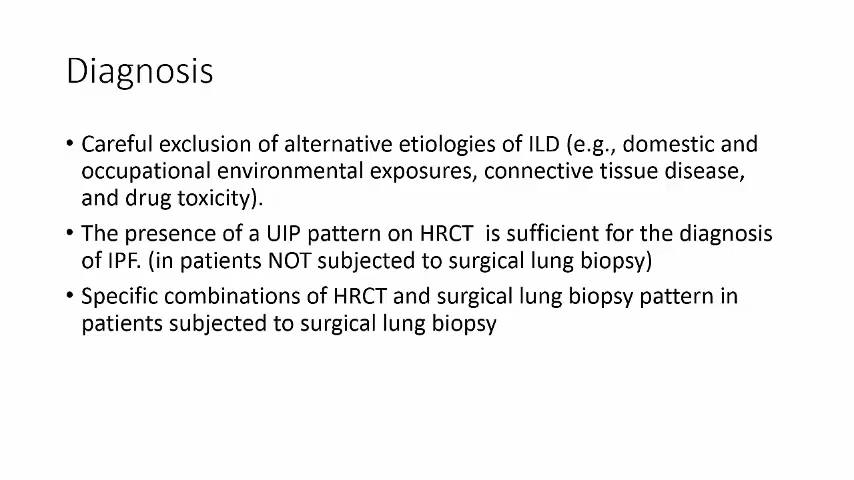 Diagnosis
• Careful exclusion of alternative etiologies of ILD (e.g., domestic and
occupational environmental exposures, connective tissue disease,
and drug toxicity).
• The presence of a UIP pattern on HRCT  is sufficient for the diagnosis
of IPF. (in patients NOT subjected to surgical lung biopsy)
• Specific combinations of HRCT and surgical lung biopsy pattern in
patients subjected to surgical lung biopsy